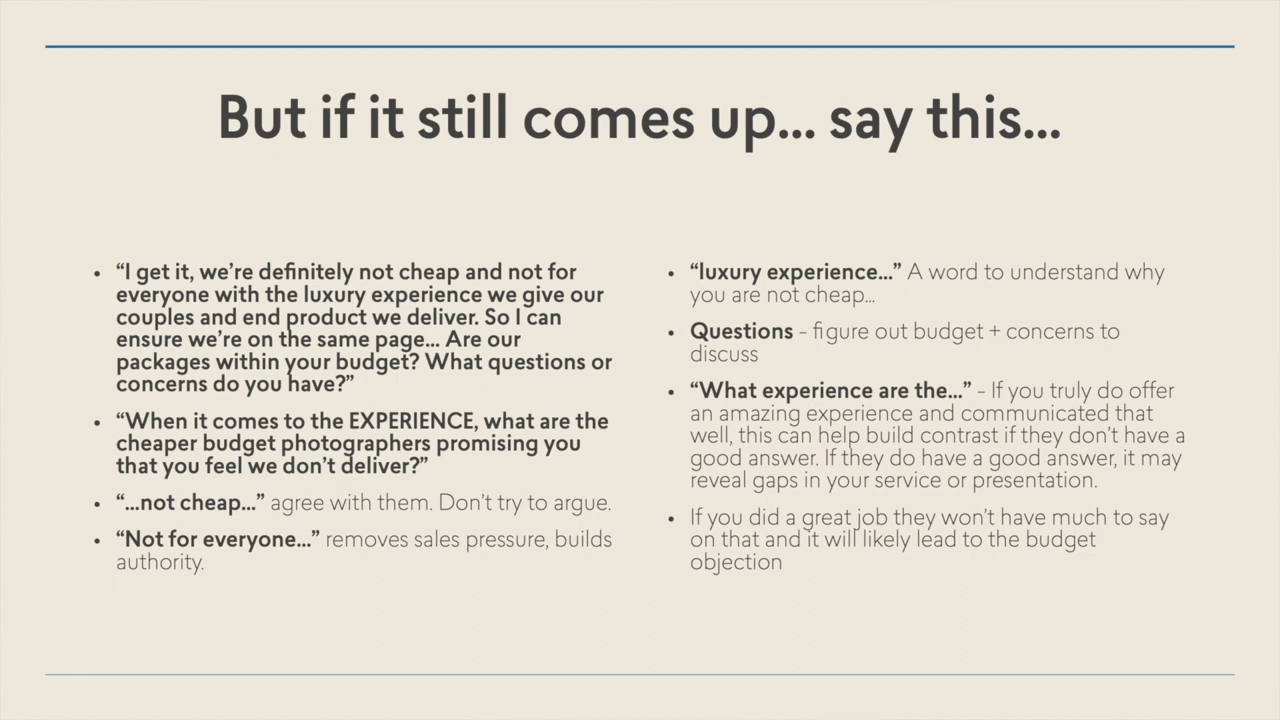 But if it still comes up... say this...
• “I get it, we’re definitely not cheap and not for
everyone with the luxury experience we give our
couples and end product we deliver. So I can
ensure we’re on the same page... Are our
packages within your budget? What questions or
concerns do you have?”
• “When it comes to the EXPERIENCE, what are the
cheaper budget photographers promising you
that you feel we don’t deliver?”
• “...not cheap...” agree with them. Don’t try to argue.
• “Not for everyone...” removes sales pressure, builds
authority.
• “luxury experience...” A word to understand why
you are not cheap...
• Questions - figure out budget + concerns to
discuss
• “What experience are the...” - If you truly do offer
an amazing experience and communicated that
well, this can help build contrast if they don’t have a
good answer. If they do have a good answer, it may
reveal gaps in your service or presentation.
• If you did a great job they won’t have much to say
on that and it will likely lead to the budget
objection